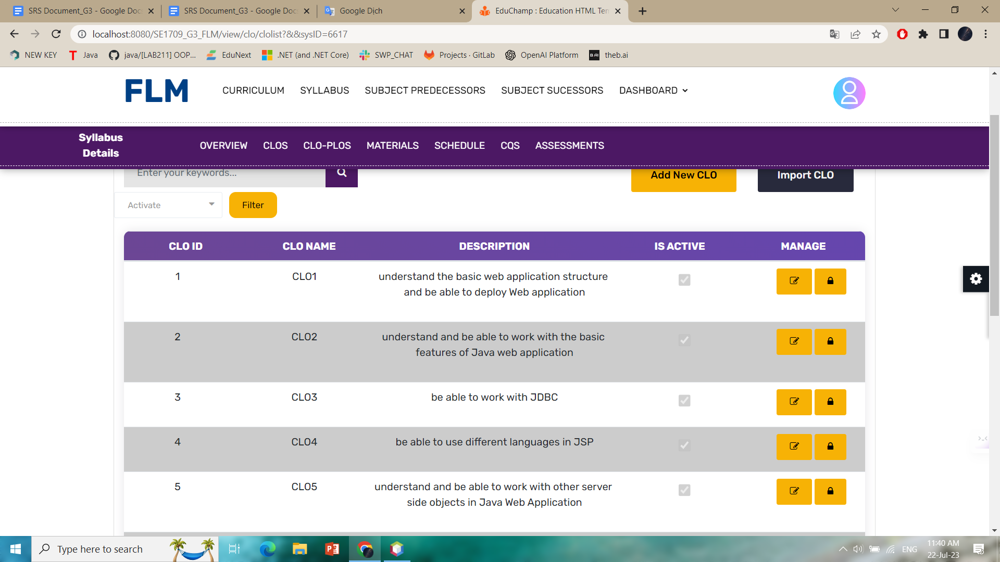 SRS Document_G3 - Google Doc
SRS Document_G3 - Google Doc
Google Dịch
EduChamp : Education HTML Ten
localhost:8080/SE1709_G3_FLM/view/clo/clolist?&&sysID=6617
NEW KEY
Java
java/[LAB211] OOP...
EduNext
.NET (and .NET Core)
SWP_CHAT
Projects · GitLab
OpenAI Platform
B AI
theb.ai
FLM
CURRICULUM
SYLLABUS
SUBJECT PREDECESSORS
SUBJECT SUCESSORS
DASHBOARD
Syllabus
Details
OVERVIEW
CLOS
CLO-PLOS
MATERIALS
SCHEDULE
CQS
ASSESSMENTS
Enter your keywords...
Add New CLO
Import CLO
Activate
Filter
CLO ID CLO NAME DESCRIPTION IS ACTIVE MANAGE
1 CLO1 understand the basic web application structure
and be able to deploy Web application
2 CLO2 understand and be able to work with the basic
features of Java web application
3 CLO3 be able to work with JDBC
4 CLO4 be able to use different languages in JSP
5 CLO5 understand and be able to work with other server
side objects in Java Web Application
Type here to search
ENG
11:40 AM
22-Jul-23